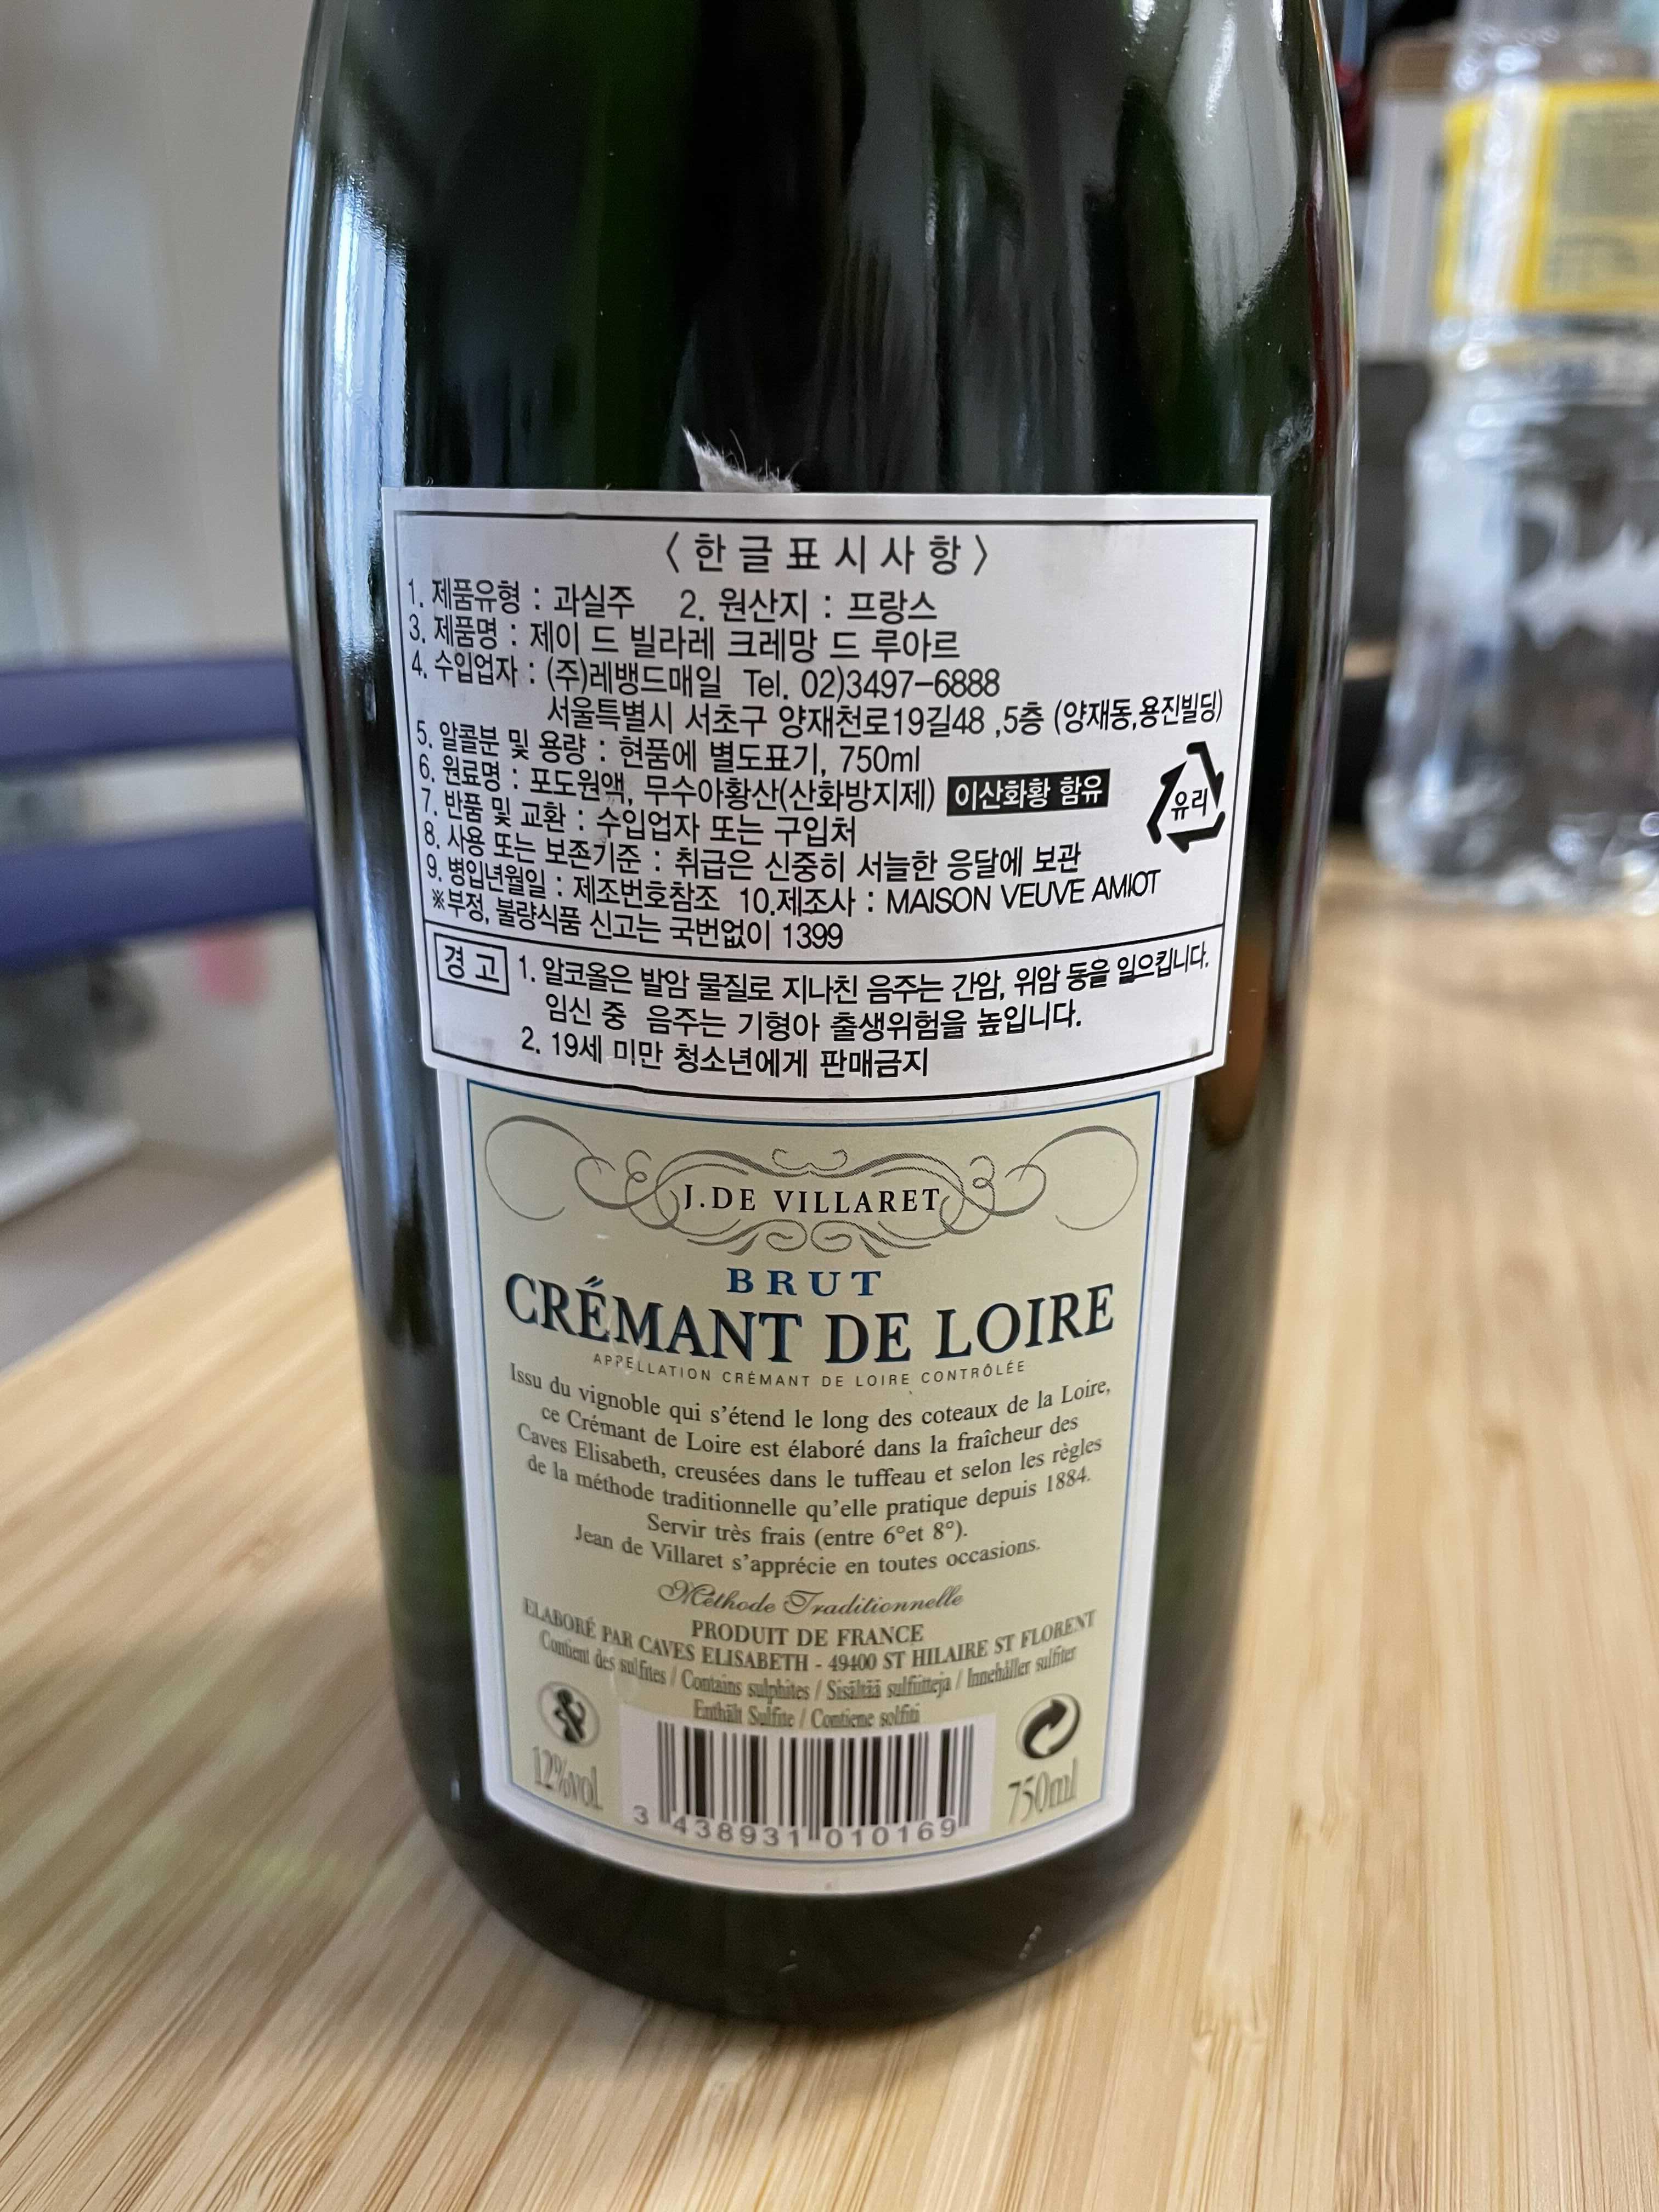 〈한글표시사항〉
1. 제품유형 : 과실주 2. 원산지 : 프랑스
3. 제품명 : 제이 드 빌라레 크레망 드 루아르
4. 수입업자 : (주)레뱅드매일 Tel. 02)3497-6888
서울특별시 서초구 양재천로19길48 ,5층 (양재동,용진빌딩)
5. 알콜분 및 용량 : 현품에 별도표기, 750ml
6. 원료명 : 포도원액, 무수아황산(산화방지제) 이산화황 함유
유리
7. 반품 및 교환 : 수입업자 또는 구입처
8. 사용 또는 보존기준 : 취급은 신중히 서늘한 응달에 보관
9. 병입년월일 : 제조번호참조 10.제조사 : MAISON VEUVE AMIOT
※부정, 불량식품 신고는 국번없이 1399
경고 1. 알코올은 발암 물질로 지나친 음주는 간암, 위암 등을 일으킵니다.
임신 중 음주는 기형아 출생위험을 높입니다.
2. 19세 미만 청소년에게 판매금지
J. DE VILLARET
BRUT
CRÉMANT DE LOIRE
APPELLATION CRÉMANT DE LOIRE CONTRÔLÉE
Issu du vignoble qui s'étend le long des coteaux de la Loire,
ce Crémant de Loire est élaboré dans la fraîcheur des
Caves Elisabeth, creusées dans le tuffeau et selon les règles
de la méthode traditionnelle qu'elle pratique depuis 1884.
Servir très frais (entre 6°et 8°).
Jean de Villaret s'apprécie en toutes occasions.
Méthode Traditionnelle
PRODUIT DE FRANCE
ELABORÉ PAR CAVES ELISABETH - 49400 ST HILAIRE ST FLORENT
Contient des sulfites / Contains sulphites / Sisältää sulfiitteja / Innehåller sulfiter
Enthält Sulfite / Contiene solfiti
12%vol
750ml
3 438931 010169